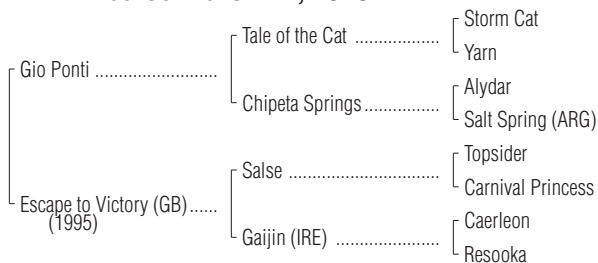 Storm Cat
Tale of the Cat ...................
Yarn
Gio Ponti ...........................
Alydar
Chipeta Springs.................
Salt Spring (ARG)
Topsider
Salse ..............................
Carnival Princess
Escape to Victory (GB)......
(1995)
Caerleon
Gaijin (IRE) .......................
Resooka